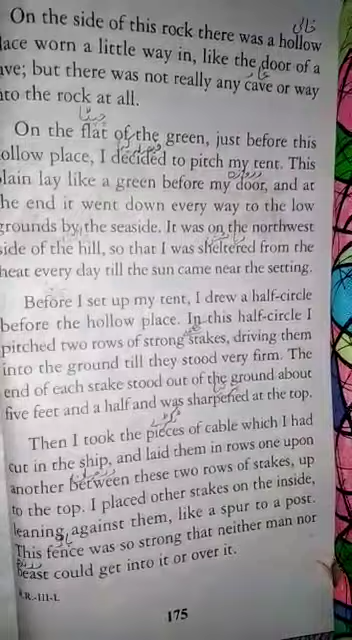 On the side of this rock there was a hollow
lace worn a little way in, like the door of a
ve; but there was not really any cave or way
to the rock at all.
On the flat of the green, just before this
ollow place, I decided to pitch my tent. This
lain lay like a green before my door, and at
he end it went down every way to the low
grounds by the seaside. It was on the northwest
side of the hill, so that I was sheltered from the
heat every day till the sun came near the setting.
Before I set up my tent, I drew a half-circle
before the hollow place. In this half-circle I
pitched two rows of strong stakes, driving them
into the ground till they stood very firm. The
end of each stake stood out of the ground about
five feet and a half and was sharpened at the top.
Then I took the pieces of cable which I had
cut in the ship, and laid them in rows one upon
another between these two rows of stakes, up
to the top. I placed other stakes on the inside,
leaning against them, like a spur to a post.
This fence was so strong that neither man nor
beast could get into it or over it.
R.-III-I.
175